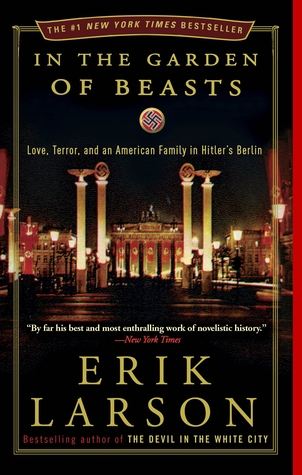 THE #1 NEW YORK TIMES BESTSELLER
IN THE GARDEN
OF BEASTS
Love, Terror, and an American Family in Hitler's Berlin
"By far his best and most enthralling work of novelistic history."
—New York Times
ERIK
LARSON
Bestselling author of THE DEVIL IN THE WHITE CITY